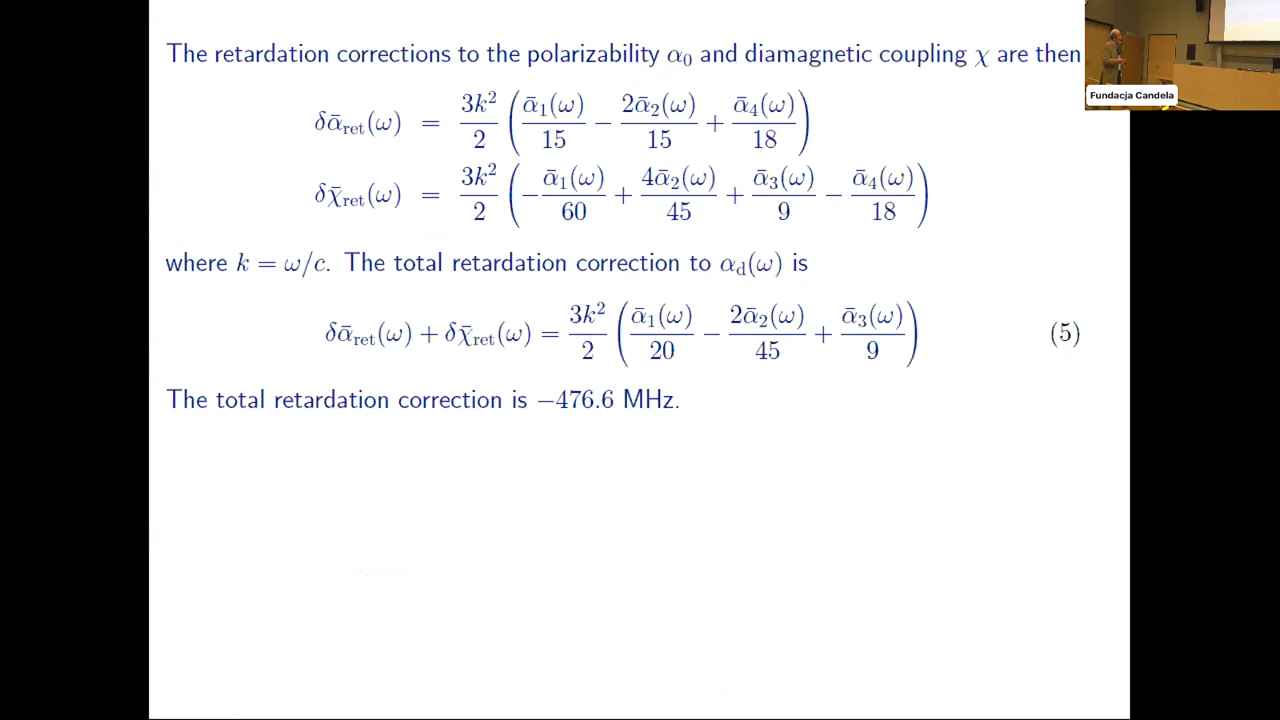 The retardation corrections to the polarizability α₀ and diamagnetic coupling χ are then
δᾱ_ret(ω) = 3k²/2 (ᾱ₁(ω)/15 − 2ᾱ₂(ω)/15 + ᾱ₄(ω)/18)
δχ̄_ret(ω) = 3k²/2 (−ᾱ₁(ω)/60 + 4ᾱ₂(ω)/45 + ᾱ₃(ω)/9 − ᾱ₄(ω)/18)
where k = ω/c. The total retardation correction to α_d(ω) is
δᾱ_ret(ω) + δχ̄_ret(ω) = 3k²/2 (ᾱ₁(ω)/20 − 2ᾱ₂(ω)/45 + ᾱ₃(ω)/9) (5)
The total retardation correction is −476.6 MHz.
Fundacja Candela